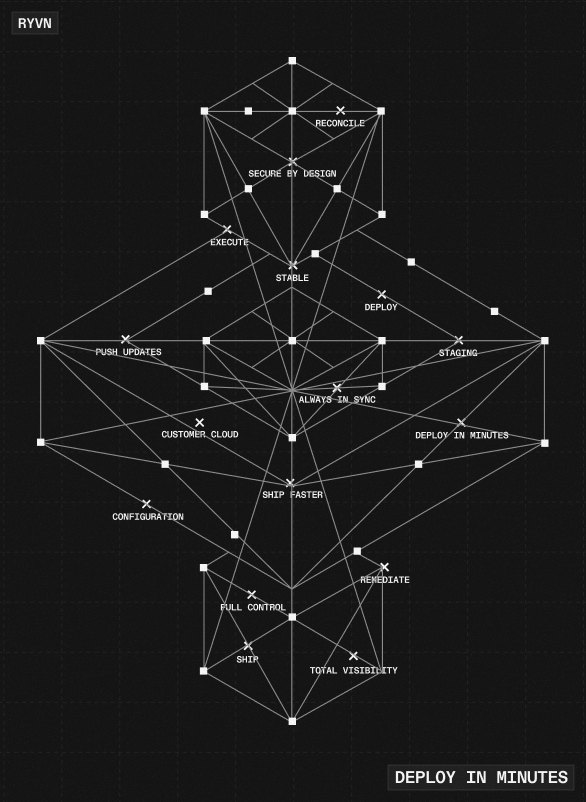 RYVN
RECONCILE
SECURE BY DESIGN
EXECUTE
STABLE
DEPLOY
PUSH UPDATES
STAGING
ALWAYS IN SYNC
CUSTOMER CLOUD
DEPLOY IN MINUTES
SHIP FASTER
CONFIGURATION
REMEDIATE
FULL CONTROL
SHIP
TOTAL VISIBILITY
DEPLOY IN MINUTES